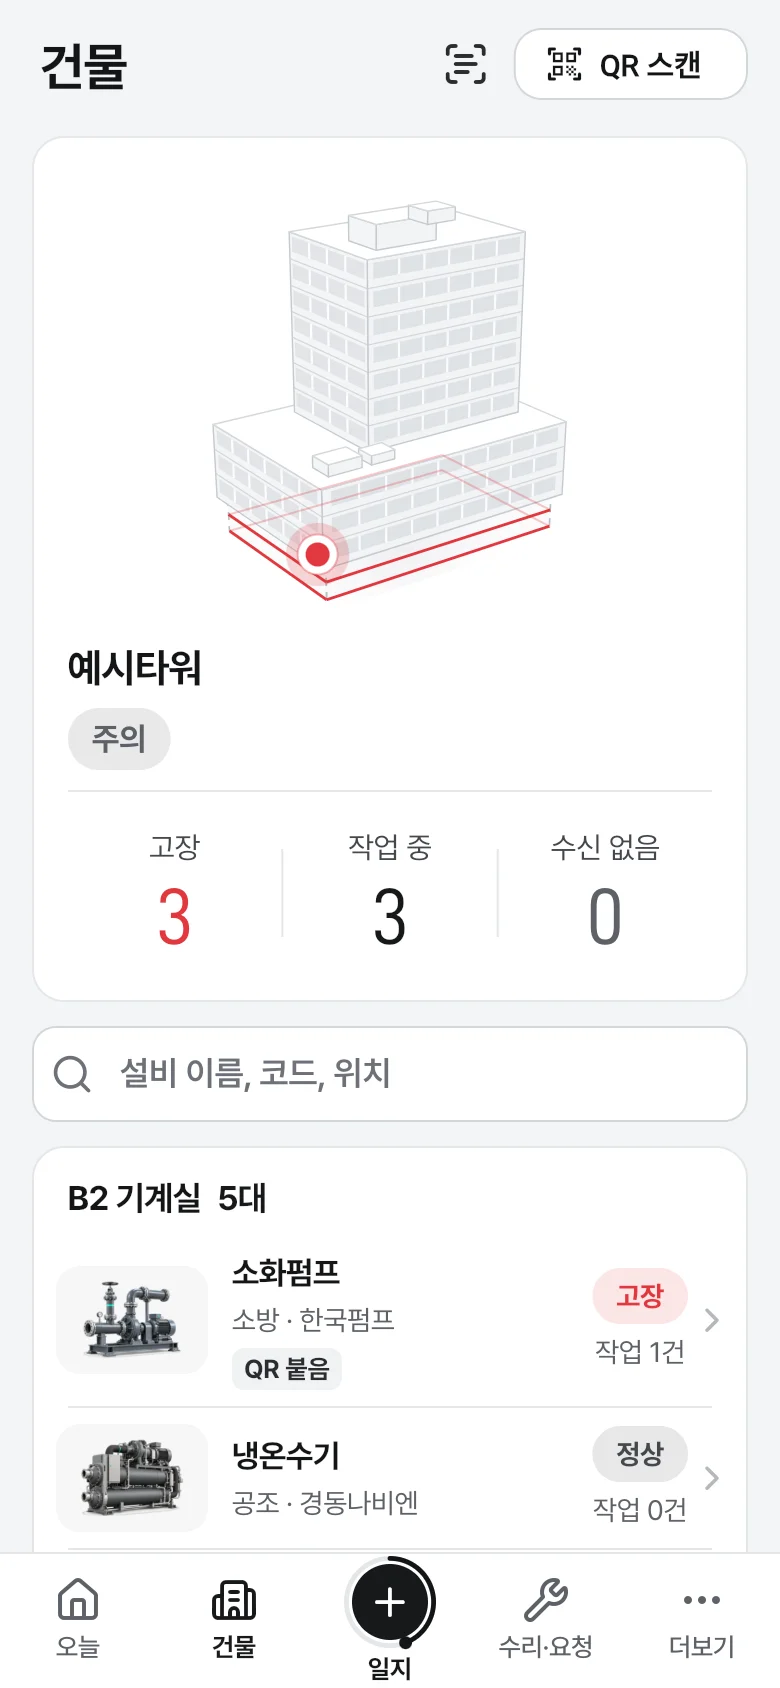 건물
QR 스캔
예시타워
주의
고장
작업 중
수신 없음
3
3
0
설비 이름, 코드, 위치
B2 기계실 5대
소화펌프
소방 · 한국펌프
QR 붙음
고장
작업 1건
냉온수기
공조 · 경동나비엔
정상
작업 0건
오늘
건물
일지
수리·요청
더보기